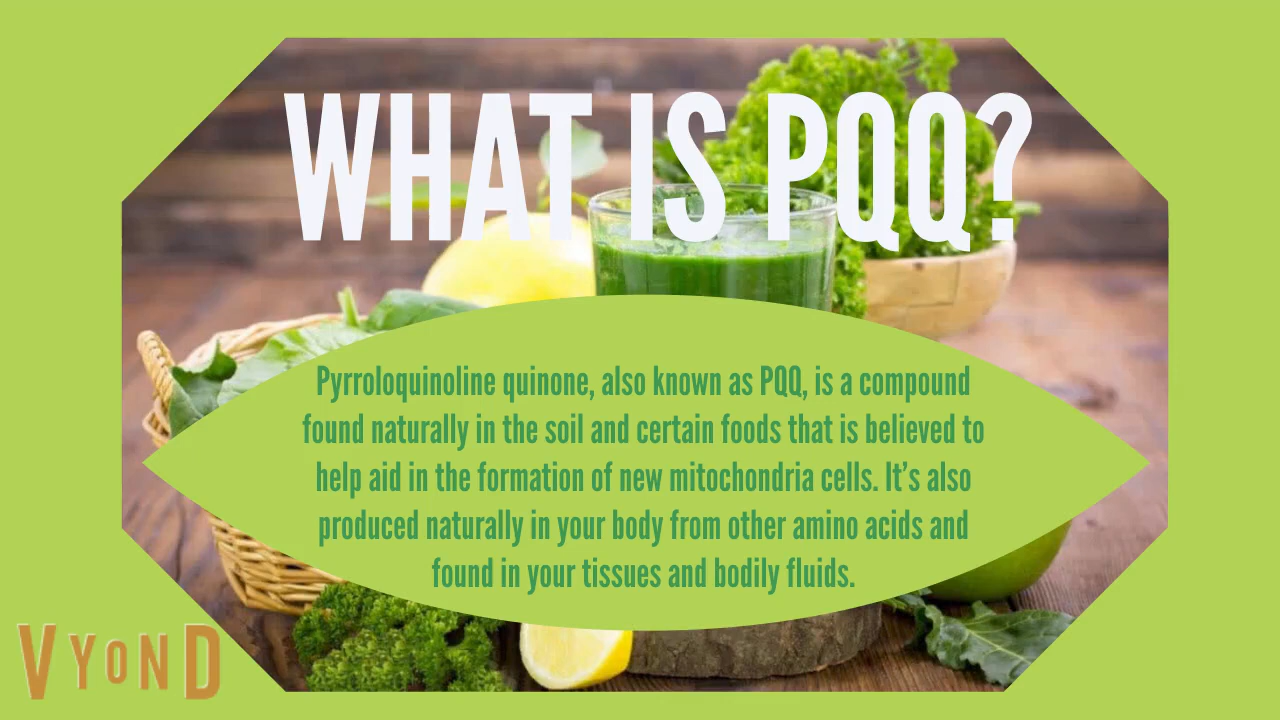 WHAT IS PQQ?
Pyrroloquinoline quinone, also known as PQQ, is a compound
found naturally in the soil and certain foods that is believed to
help aid in the formation of new mitochondria cells. It's also
produced naturally in your body from other amino acids and
found in your tissues and bodily fluids.
VYOND